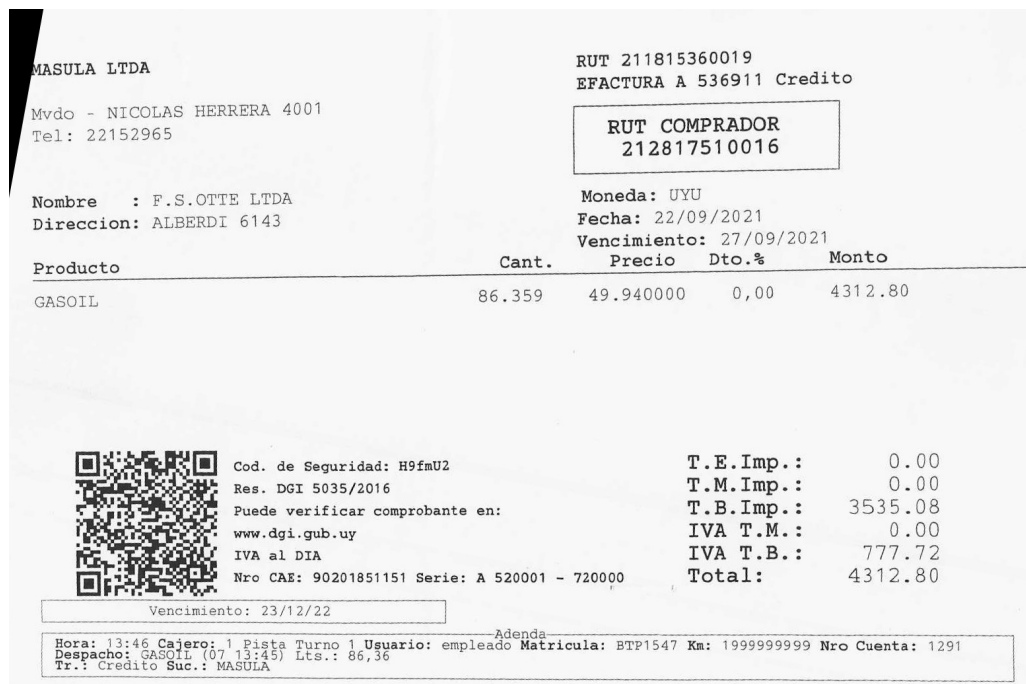 MASULA LTDA
RUT 211815360019
EFACTURA A 536911 Credito
Mvdo - NICOLAS HERRERA 4001
Tel: 22152965
RUT COMPRADOR
212817510016
Nombre : F.S.OTTE LTDA
Direccion: ALBERDI 6143
Moneda: UYU
Fecha: 22/09/2021
Vencimiento: 27/09/2021
Producto Cant. Precio Dto.% Monto
GASOIL 86.359 49.940000 0,00 4312.80
Cod. de Seguridad: H9fmU2
Res. DGI 5035/2016
Puede verificar comprobante en:
www.dgi.gub.uy
IVA al DIA
Nro CAE: 90201851151 Serie: A 520001 - 720000
T.E.Imp.: 0.00
T.M.Imp.: 0.00
T.B.Imp.: 3535.08
IVA T.M.: 0.00
IVA T.B.: 777.72
Total: 4312.80
Vencimiento: 23/12/22
Adenda
Hora: 13:46 Cajero: 1 Pista Turno 1 Usuario: empleado Matricula: BTP1547 Km: 1999999999 Nro Cuenta: 1291
Despacho: GASOIL (07 13:45) Lts.: 86,36
Tr.: Credito Suc.: MASULA